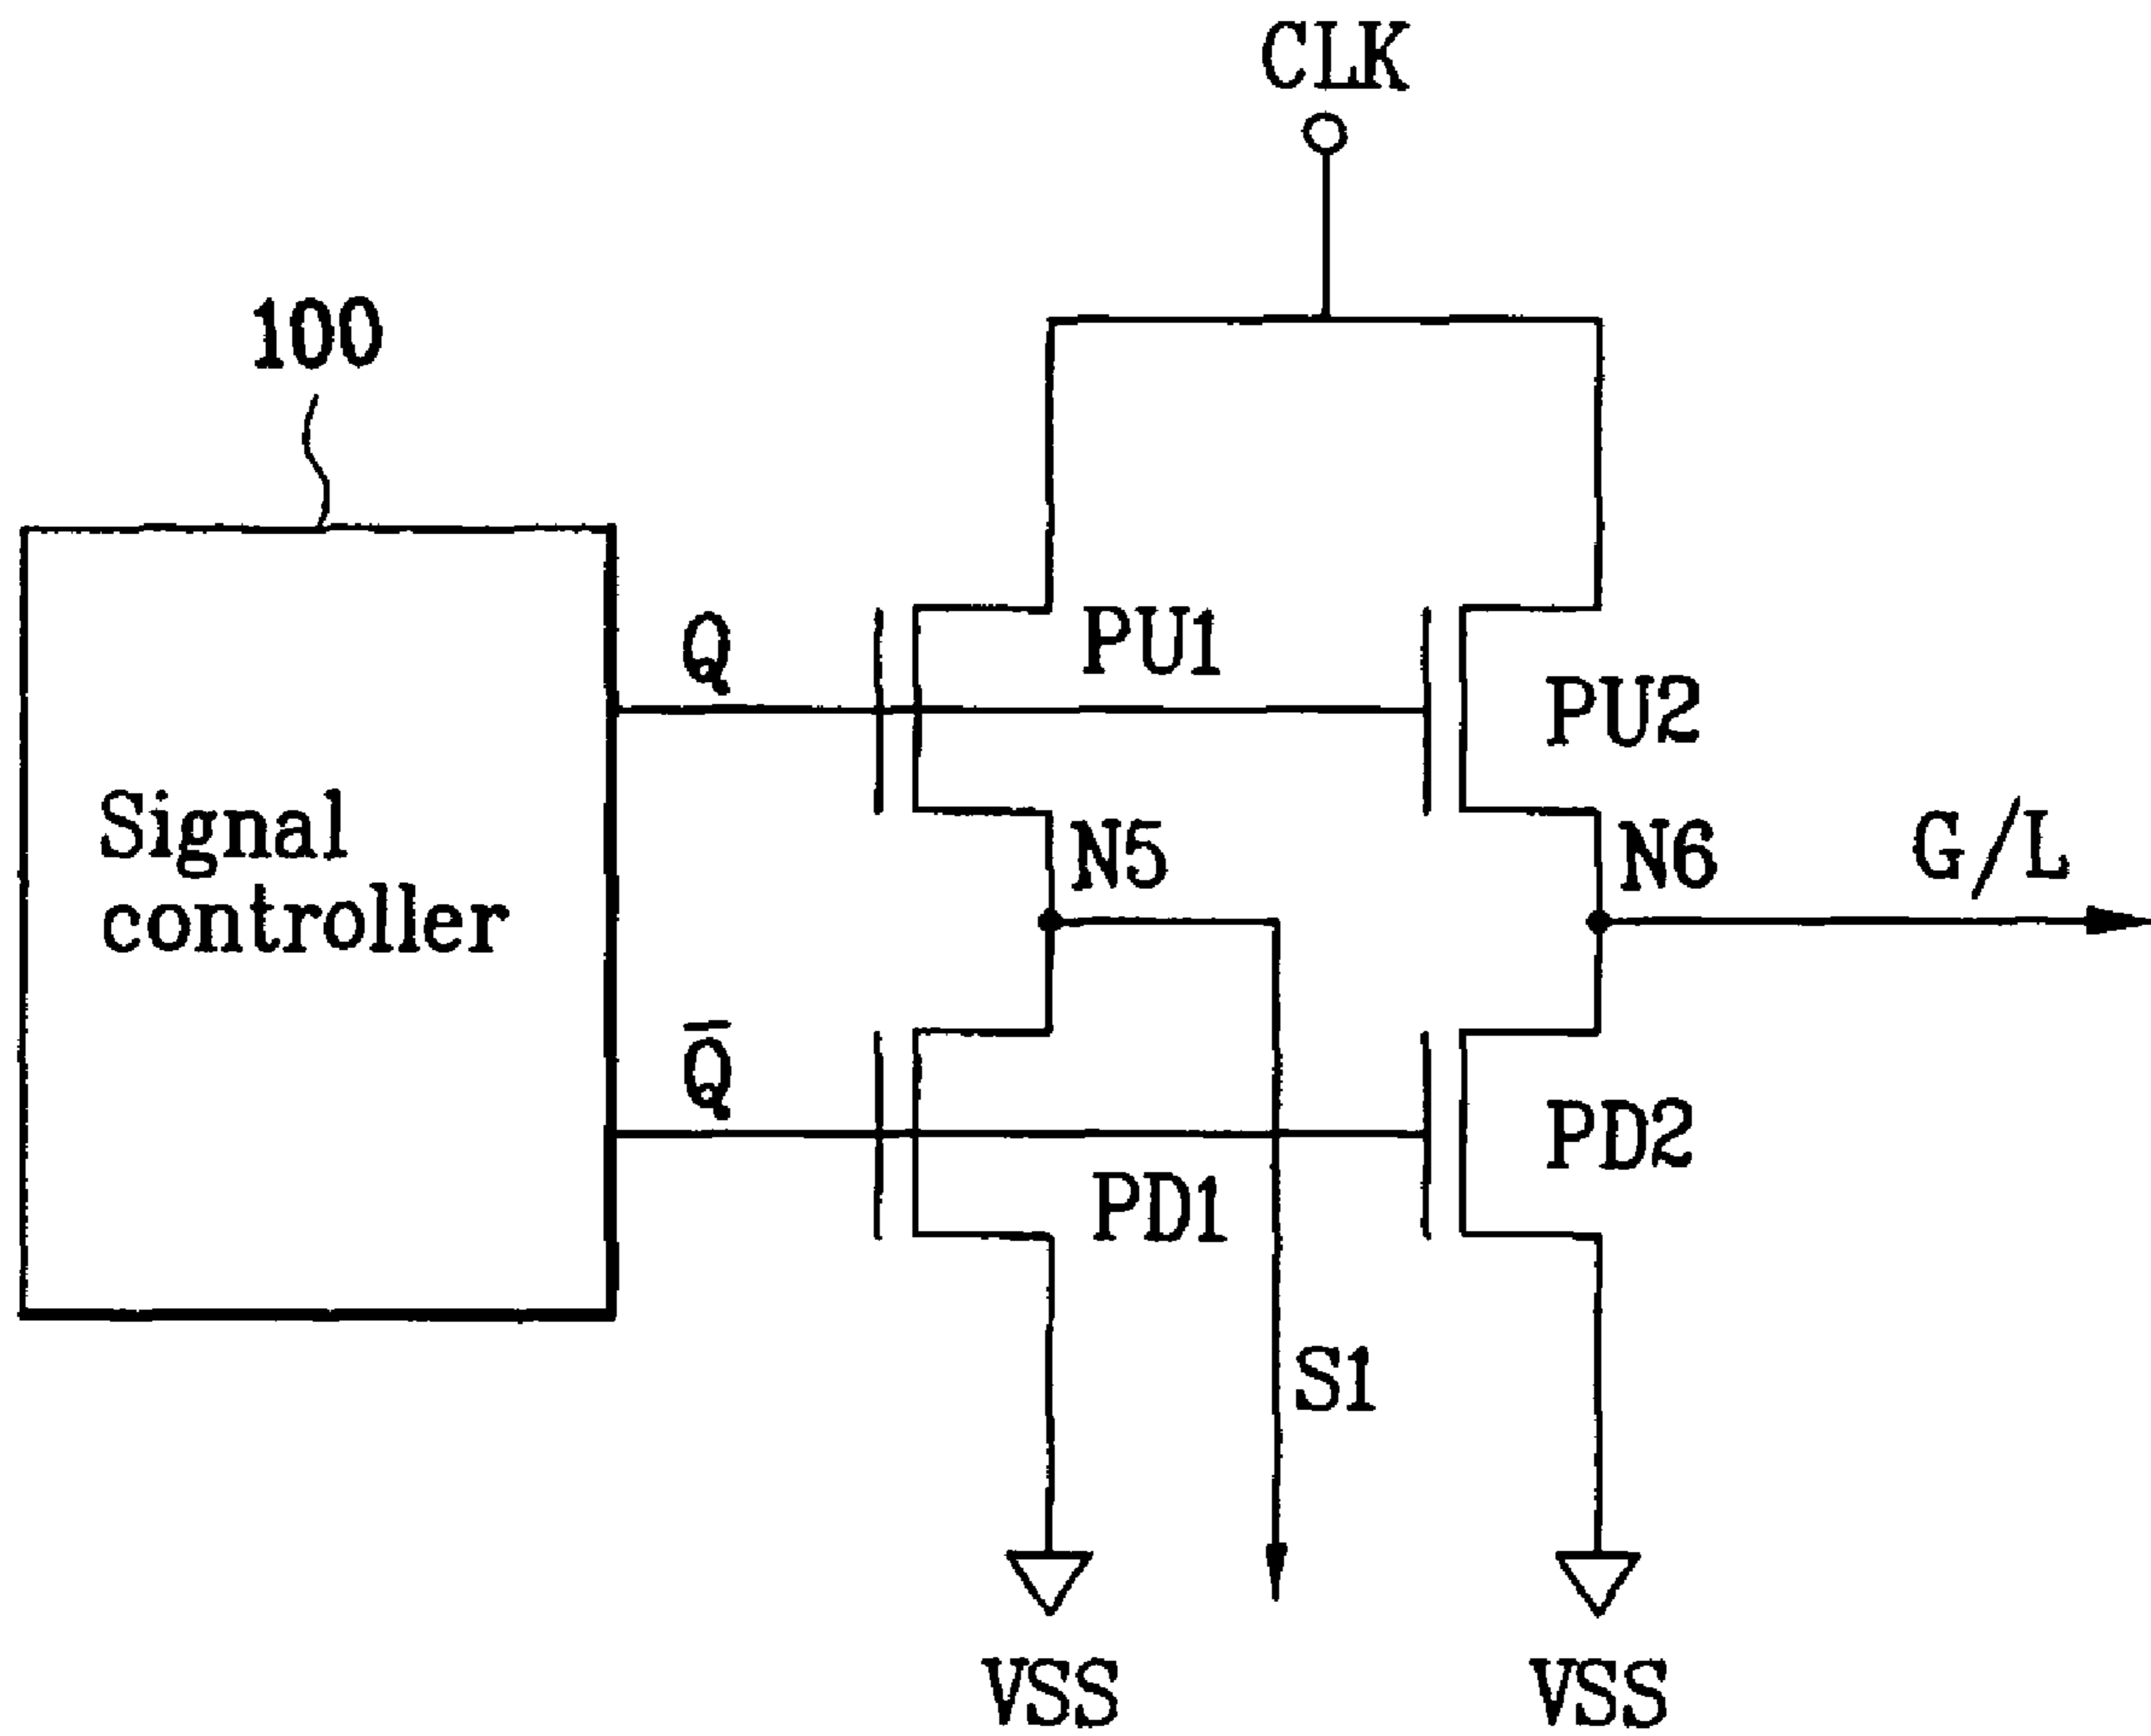 CLK
100
Q
PU1
PU2
Signal
controller
N5
N6
G/L
Q̅
PD1
PD2
S1
VSS
VSS